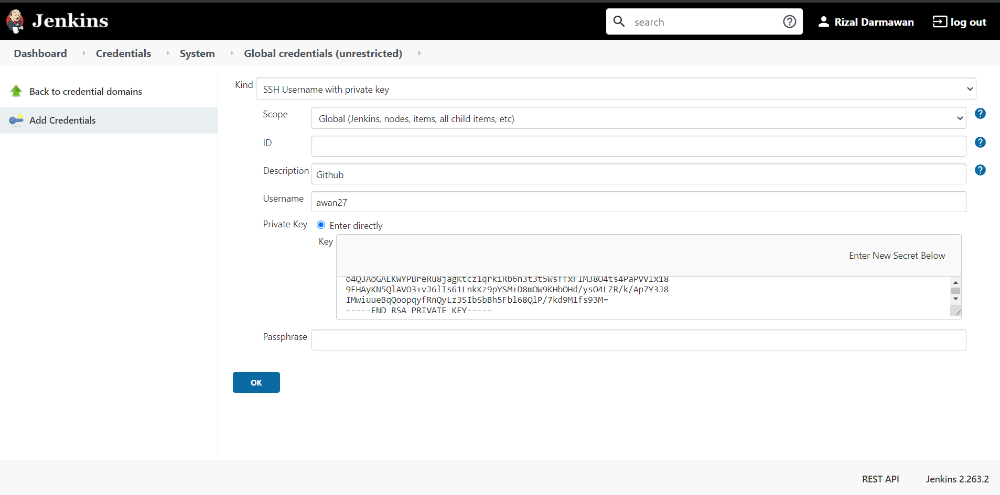 Jenkins
search
Rizal Darmawan
log out
Dashboard
Credentials
System
Global credentials (unrestricted)
Back to credential domains
Add Credentials
Kind
SSH Username with private key
Scope
Global (Jenkins, nodes, items, all child items, etc)
ID
Description
Github
Username
awan27
Private Key
Enter directly
Key
Enter New Secret Below
9FHAyKN5QlAVO3+vJ6lIs61LnkKz9pYSM+D8mOW9KHbOHd/ysO4LZR/k/Ap7Y3J8
IMwiuueBqQoopqyfRnQyLz3SIbSbBh5Fbl68QlP/7kd9M1fs93M=
-----END RSA PRIVATE KEY-----
Passphrase
OK
REST API
Jenkins 2.263.2